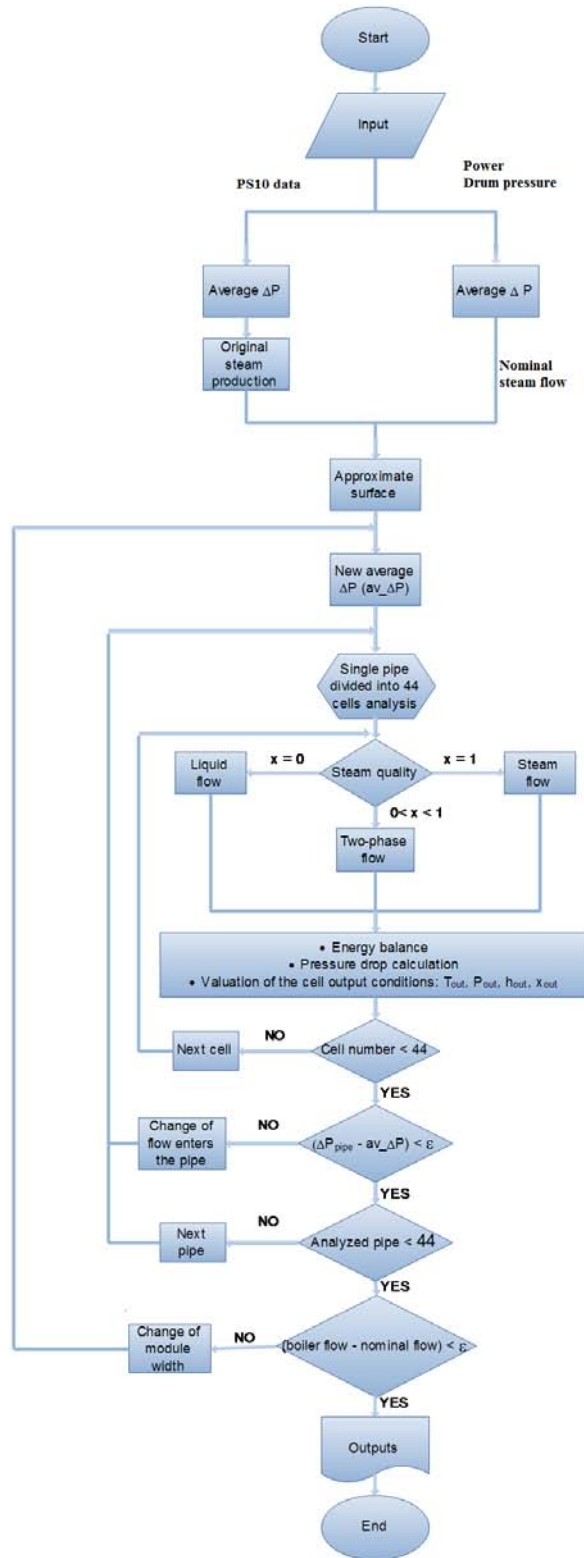 Start
Input
PS10 data
Power
Drum pressure
Average ΔP
Average Δ P
Original
steam
production
Nominal
steam flow
Approximate
surface
New average
ΔP (av_ΔP)
Single pipe
divided into 44
cells analysis
Liquid
flow
x = 0
Steam quality
x = 1
Steam
flow
0< x < 1
Two-phase
flow
• Energy balance
• Pressure drop calculation
• Valuation of the cell output conditions: Tout, Pout, hout, xout
Next cell
NO
Cell number < 44
YES
Change of
flow enters
the pipe
NO
(ΔPpipe - av_ΔP) < ε
YES
Next
pipe
NO
Analyzed pipe < 44
YES
Change of
module
width
NO
(boiler flow - nominal flow) < ε
YES
Outputs
End